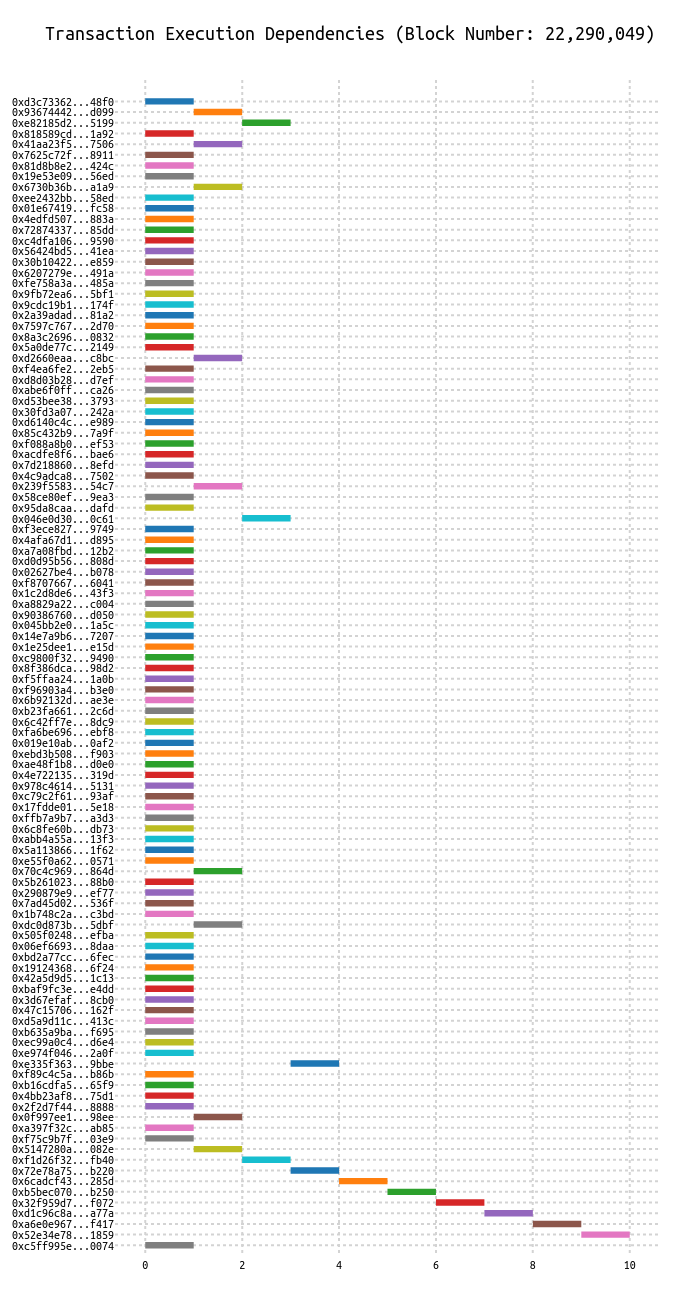 Transaction Execution Dependencies (Block Number: 22,290,049)
0xd3c73362...48f0
0x93674442...d099
0xe82185d2...5199
0x818589cd...1a92
0x41aa23f5...7506
0x7625c72f...8911
0x81d8b8e2...424c
0x19e53e09...56ed
0x6730b36b...a1a9
0xee2432bb...58ed
0x01e67419...fc58
0x4edfd507...883a
0x72874337...85dd
0xc4dfa106...9590
0x56424bd5...41ea
0x30b10422...e859
0x6207279e...491a
0xfe758a3a...485a
0x9fb72ea6...5bf1
0x9cdc19b1...174f
0x2a39adad...81a2
0x7597c767...2d70
0x8a3c2696...0832
0x5a0de77c...2149
0xd2660eaa...c8bc
0xf4ea6fe2...2eb5
0xd8d03b28...d7ef
0xabe6f0ff...ca26
0xd53bee38...3793
0x30fd3a07...242a
0xd6140c4c...e989
0x85c432b9...7a9f
0xf088a8b0...ef53
0xacdfe8f6...bae6
0x7d218860...8efd
0x4c9adca8...7502
0x239f5583...54c7
0x58ce80ef...9ea3
0x95da8caa...dafd
0x046e0d30...0c61
0xf3ece827...9749
0x4afa67d1...d895
0xa7a08fbd...12b2
0xd0d95b56...808d
0x02627be4...b078
0xf8707667...6041
0x1c2d8de6...43f3
0xa8829a22...c004
0x90386760...d050
0x045bb2e0...1a5c
0x14e7a9b6...7207
0x1e25dee1...e15d
0xc9800f32...9490
0x8f386dca...98d2
0xf5ffaa24...1a0b
0xf96903a4...b3e0
0x6b92132d...ae3e
0xb23fa661...2c6d
0x6c42ff7e...8dc9
0xfa6be696...ebf8
0x019e10ab...0af2
0xebd3b508...f903
0xae48f1b8...d0e0
0x4e722135...319d
0x978c4614...5131
0xc79c2f61...93af
0x17fdde01...5e18
0xffb7a9b7...a3d3
0x6c8fe60b...db73
0xabb4a55a...13f3
0x5a113866...1f62
0xe55f0a62...0571
0x70c4c969...864d
0x5b261023...88b0
0x290879e9...ef77
0x7ad45d02...536f
0x1b748c2a...c3bd
0xdc0d873b...5dbf
0x505f0248...efba
0x06ef6693...8daa
0xbd2a77cc...6fec
0x19124368...6f24
0x42a5d9d5...1c13
0xbaf9fc3e...e4dd
0x3d67efaf...8cb0
0x47c15706...162f
0xd5a9d11c...413c
0xb635a9ba...f695
0xec99a0c4...d6e4
0xe974f046...2a0f
0xe335f363...9bbe
0xf89c4c5a...b86b
0xb16cdfa5...65f9
0x4bb23af8...75d1
0x2f2d7f44...8888
0x0f997ee1...98ee
0xa397f32c...ab85
0xf75c9b7f...03e9
0x5147280a...082e
0xf1d26f32...fb40
0x72e78a75...b220
0x6cadcf43...285d
0xb5bec070...b250
0x32f959d7...f072
0xd1c96c8a...a77a
0xa6e0e967...f417
0x52e34e78...1859
0xc5ff995e...0074
0 2 4 6 8 10